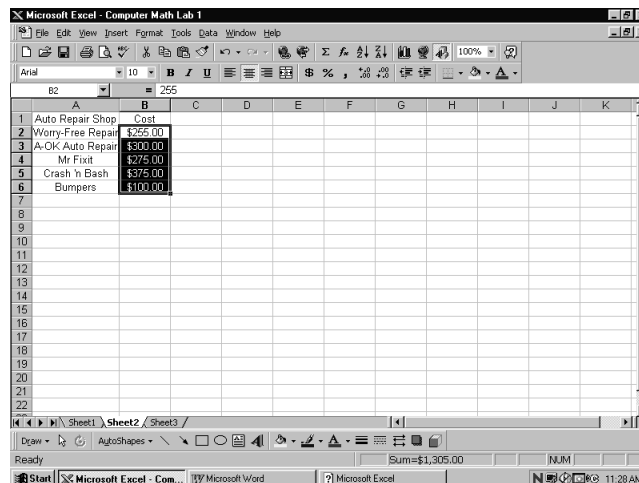 Microsoft Excel - Computer Math Lab 1
File Edit View Insert Format Tools Data Window Help
100%
Arial 10 B I U $ % ,
B2 = 255
A B C D E F G H I J K
1 Auto Repair Shop Cost
2 Worry-Free Repair $255.00
3 A-OK Auto Repair $300.00
4 Mr Fixit $275.00
5 Crash 'n Bash $375.00
6 Bumpers $100.00
7
8
9
10
11
12
13
14
15
16
17
18
19
20
21
22
Sheet1 Sheet2 Sheet3
Draw AutoShapes
Ready Sum=$1,305.00 NUM
Start Microsoft Excel - Com... Microsoft Word Microsoft Excel 11:28 AM